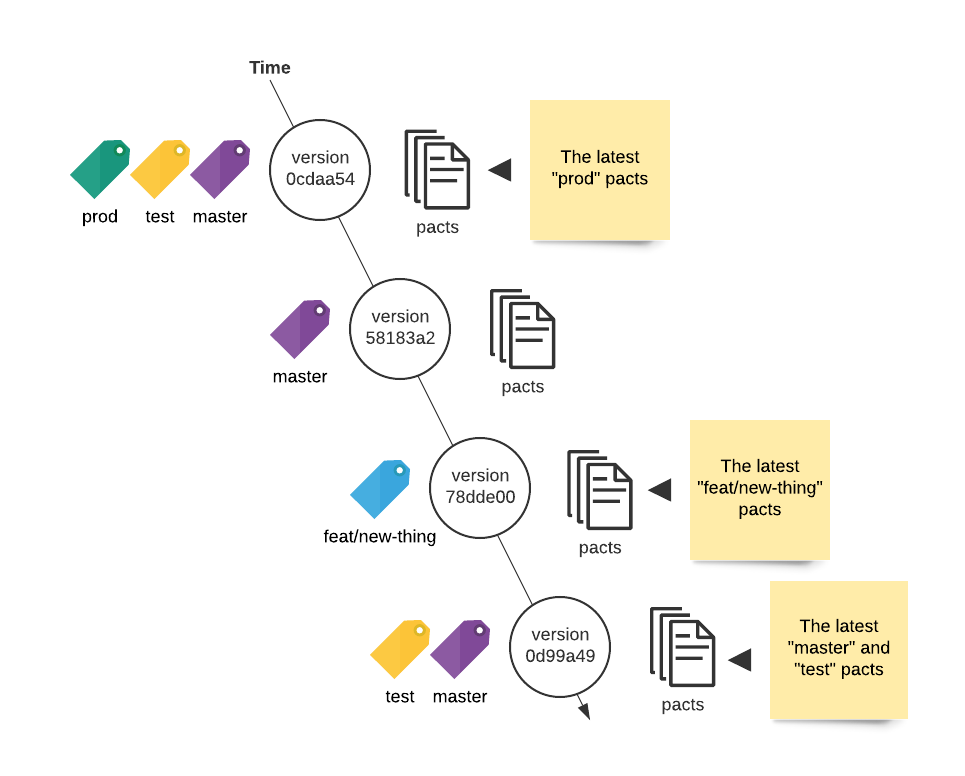 Time
version
0cdaa54
prod
test
master
pacts
The latest
"prod" pacts
version
58183a2
master
pacts
version
78dde00
feat/new-thing
pacts
The latest
"feat/new-thing"
pacts
version
0d99a49
test
master
pacts
The latest
"master" and
"test" pacts